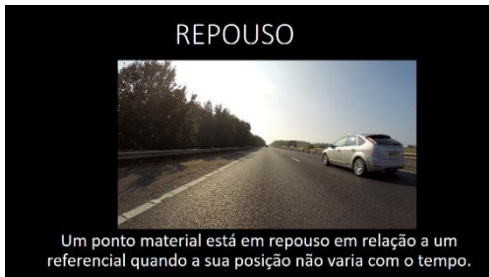 REPOUSO
Um ponto material está em repouso em relação a um
referencial quando a sua posição não varia com o tempo.